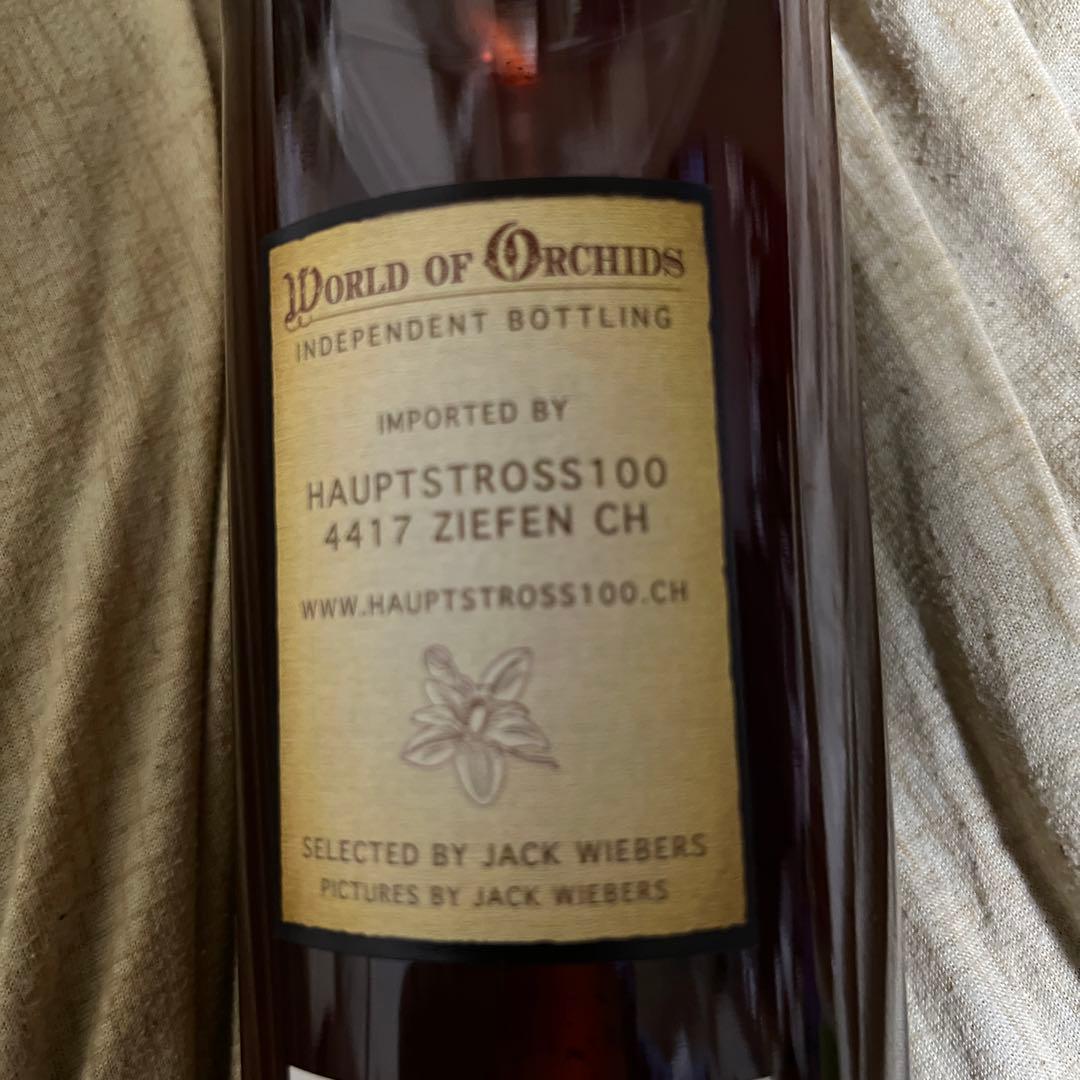 World of Orchids
INDEPENDENT BOTTLING
IMPORTED BY
HAUPTSTROSS100
4417 ZIEFEN CH
WWW.HAUPTSTROSS100.CH
SELECTED BY JACK WIEBERS
PICTURES BY JACK WIEBERS